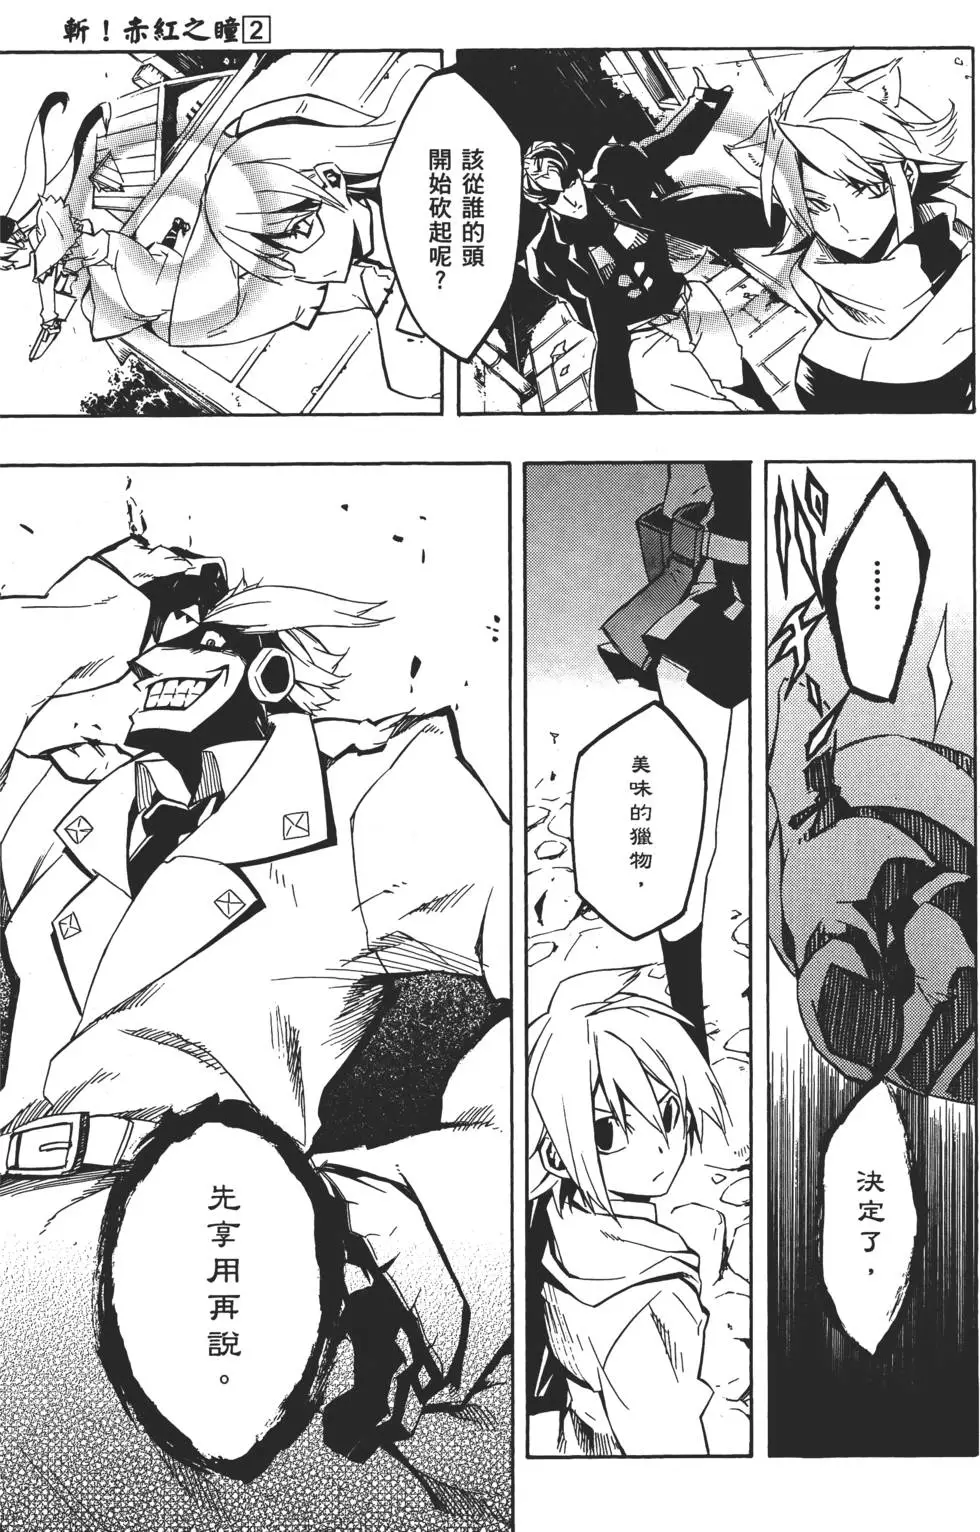 斬！赤紅之瞳2
該從誰的頭
開始砍起呢？
……
決定了，
美味的獵物，
先享用再說。